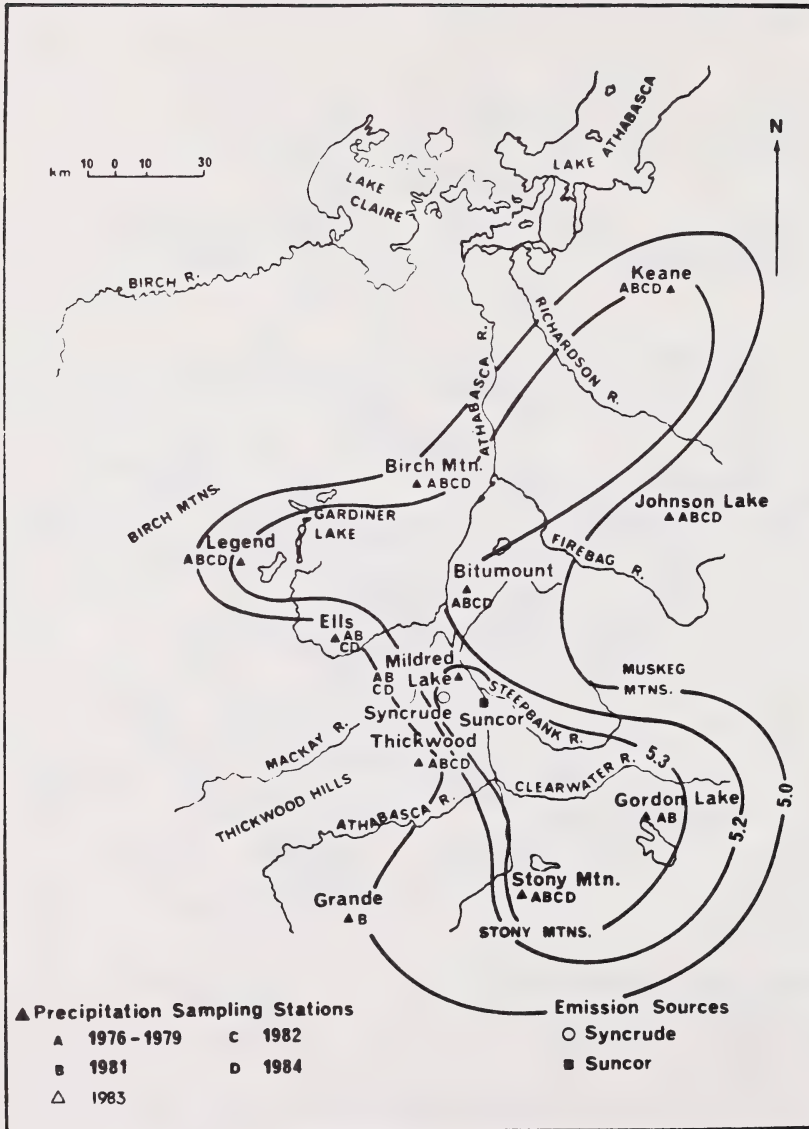 N
LAKE ATHABASCA
km 10 0 10 30
LAKE CLAIRE
BIRCH R.
Keane
ABCD
RICHARDSON R.
ATHABASCA R.
Birch Mtn.
ABCD
BIRCH MTNS.
GARDINER LAKE
Johnson Lake
ABCD
Legend
ABCD
FIREBAG R.
Bitumount
ABCD
Ells
AB
CD
Mildred Lake
AB
CD
MUSKEG MTNS.
STEEPBANK R.
Syncrude
Suncor
MACKAY R.
Thickwood
ABCD
5.3
5.2
5.0
CLEARWATER R.
THICKWOOD HILLS
ATHABASCA R.
Gordon Lake
AB
Stony Mtn.
ABCD
Grande
B
STONY MTNS.
Precipitation Sampling Stations
A 1976-1979
C 1982
B 1981
D 1984
1983
Emission Sources
Syncrude
Suncor